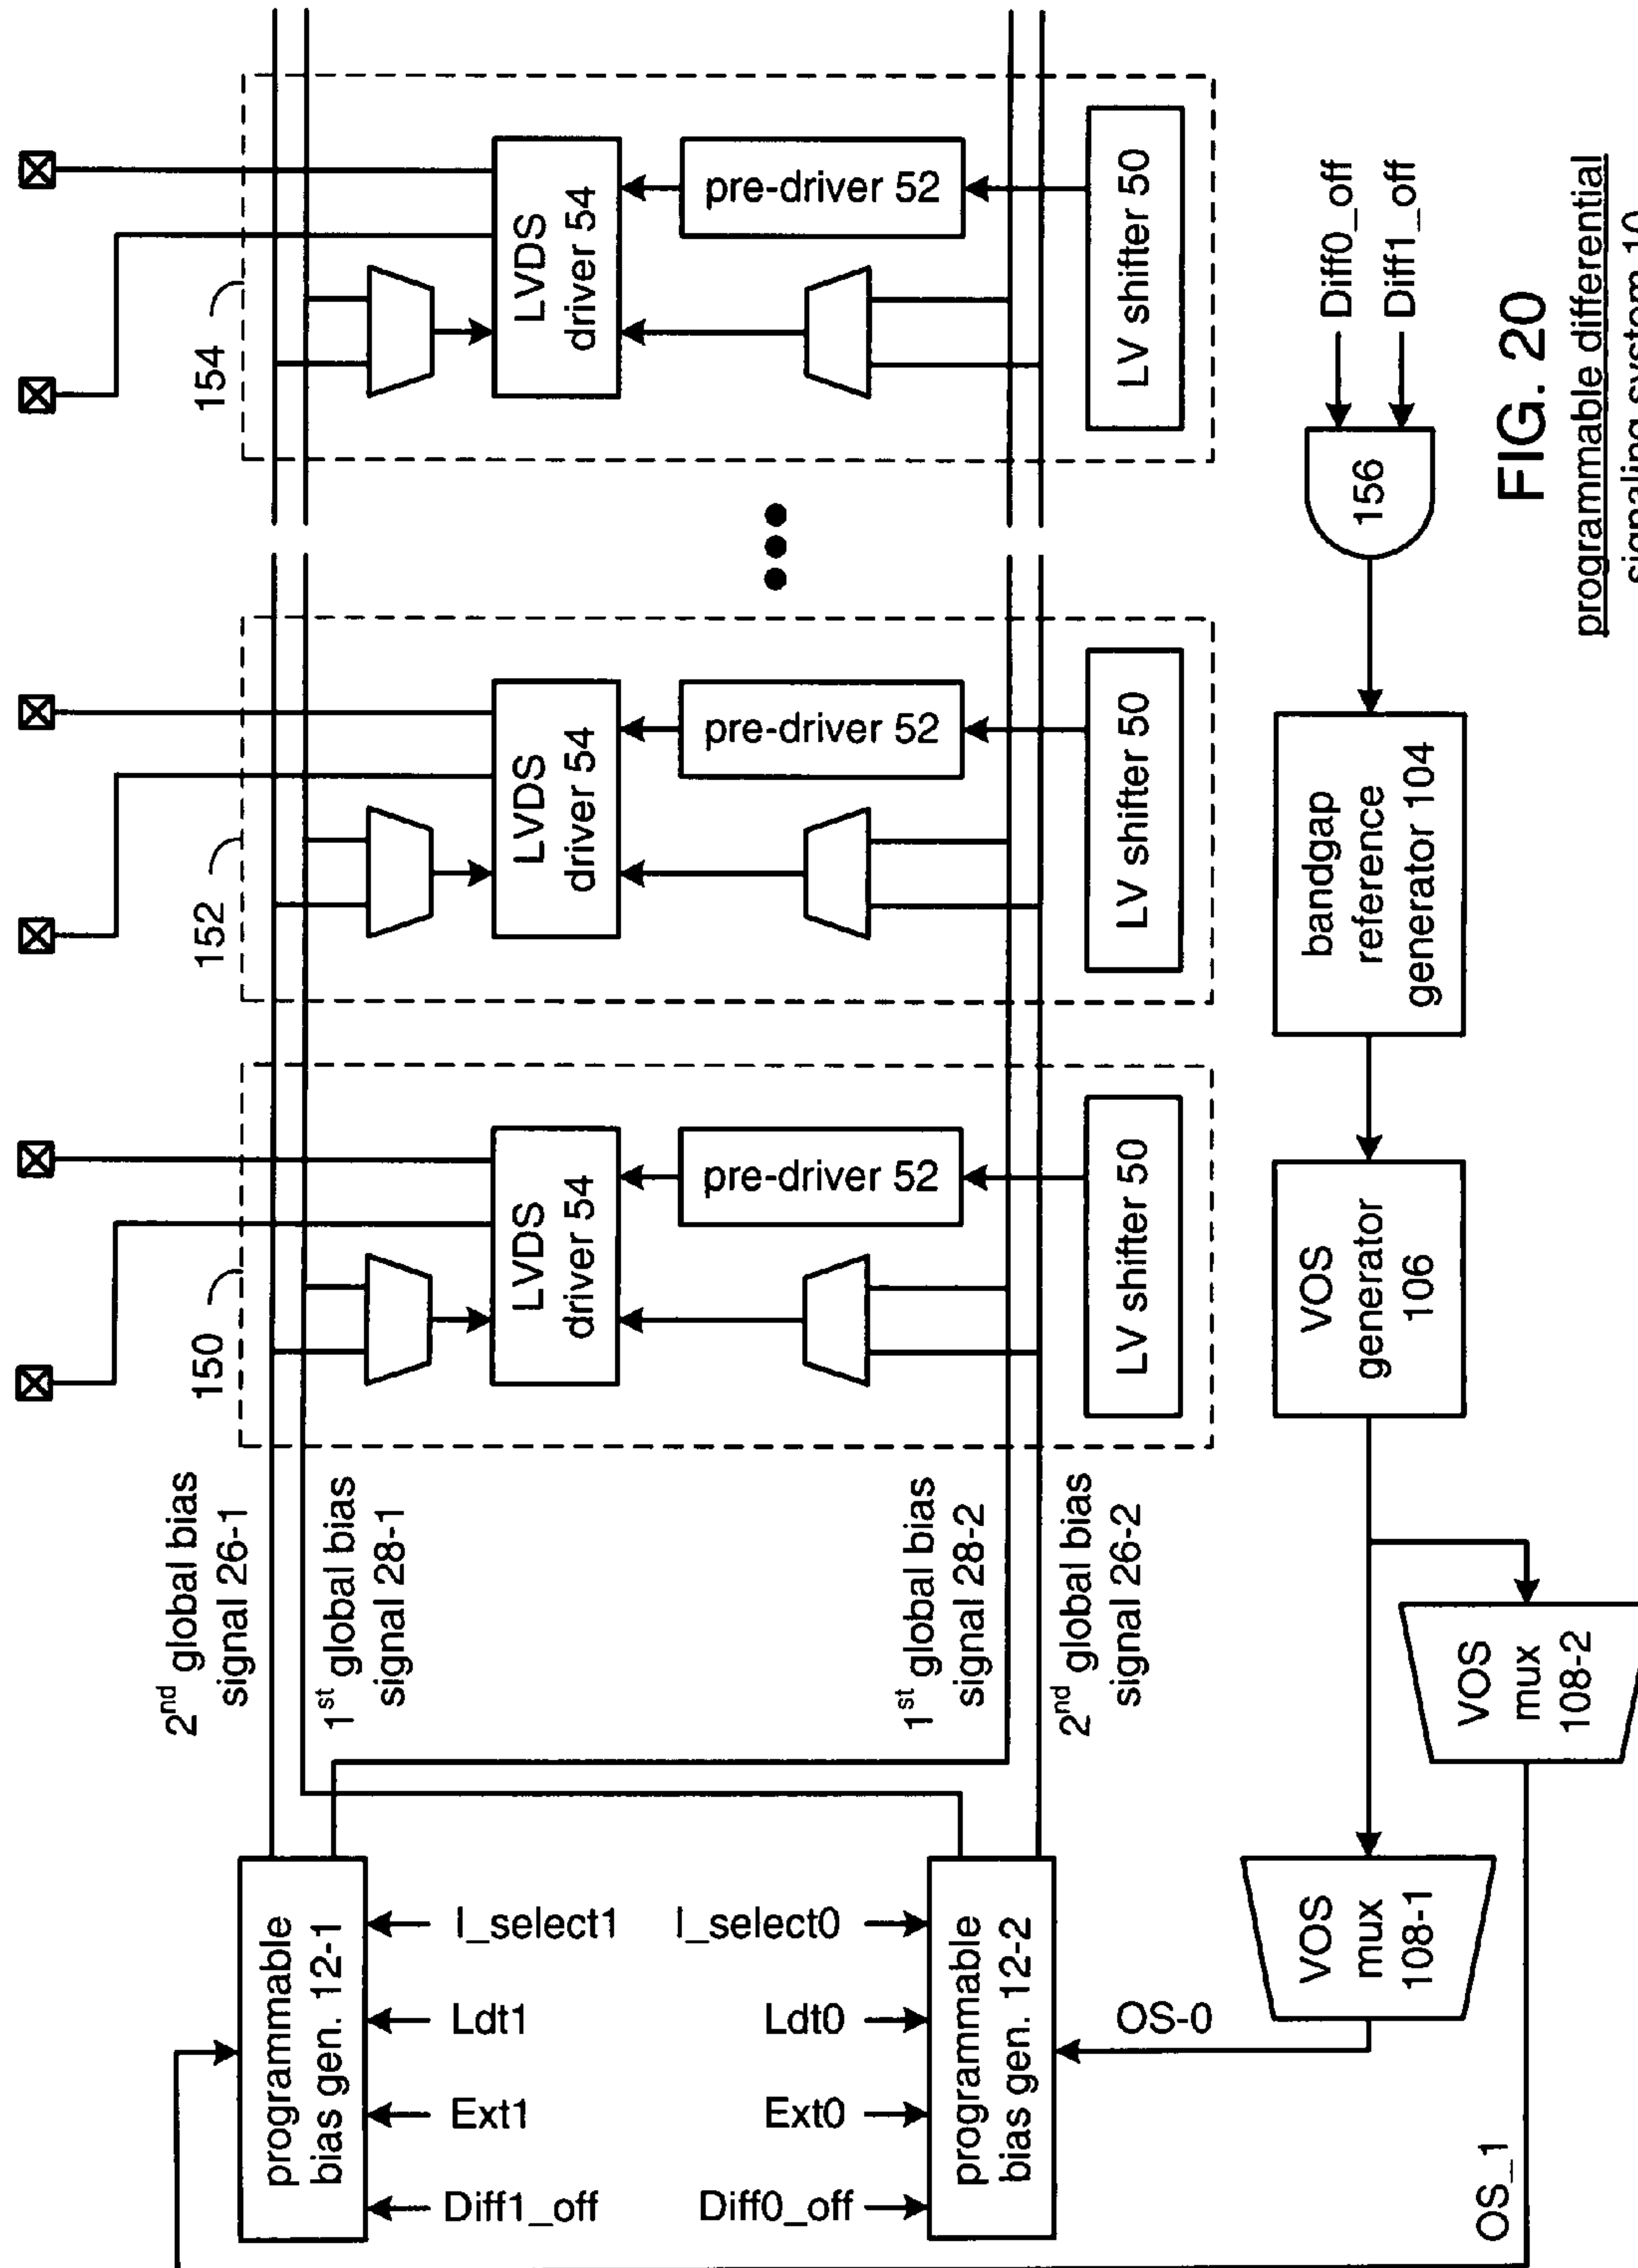 150
152
154
2nd global bias
signal 26-1
1st global bias
signal 28-1
programmable
bias gen. 12-1
Diff1_off
Ext1
Ldt1
I_select1
LVDS
driver 54
LVDS
driver 54
LVDS
driver 54
pre-driver 52
pre-driver 52
pre-driver 52
Diff0_off
Ext0
Ldt0
I_select0
1st global bias
signal 28-2
2nd global bias
signal 26-2
programmable
bias gen. 12-2
LV shifter 50
LV shifter 50
LV shifter 50
OS-0
VOS
mux
108-1
VOS
generator
106
bandgap
reference
generator 104
156
Diff0_off
Diff1_off
OS_1
VOS
mux
108-2
FIG. 20
programmable differential
signaling system 10